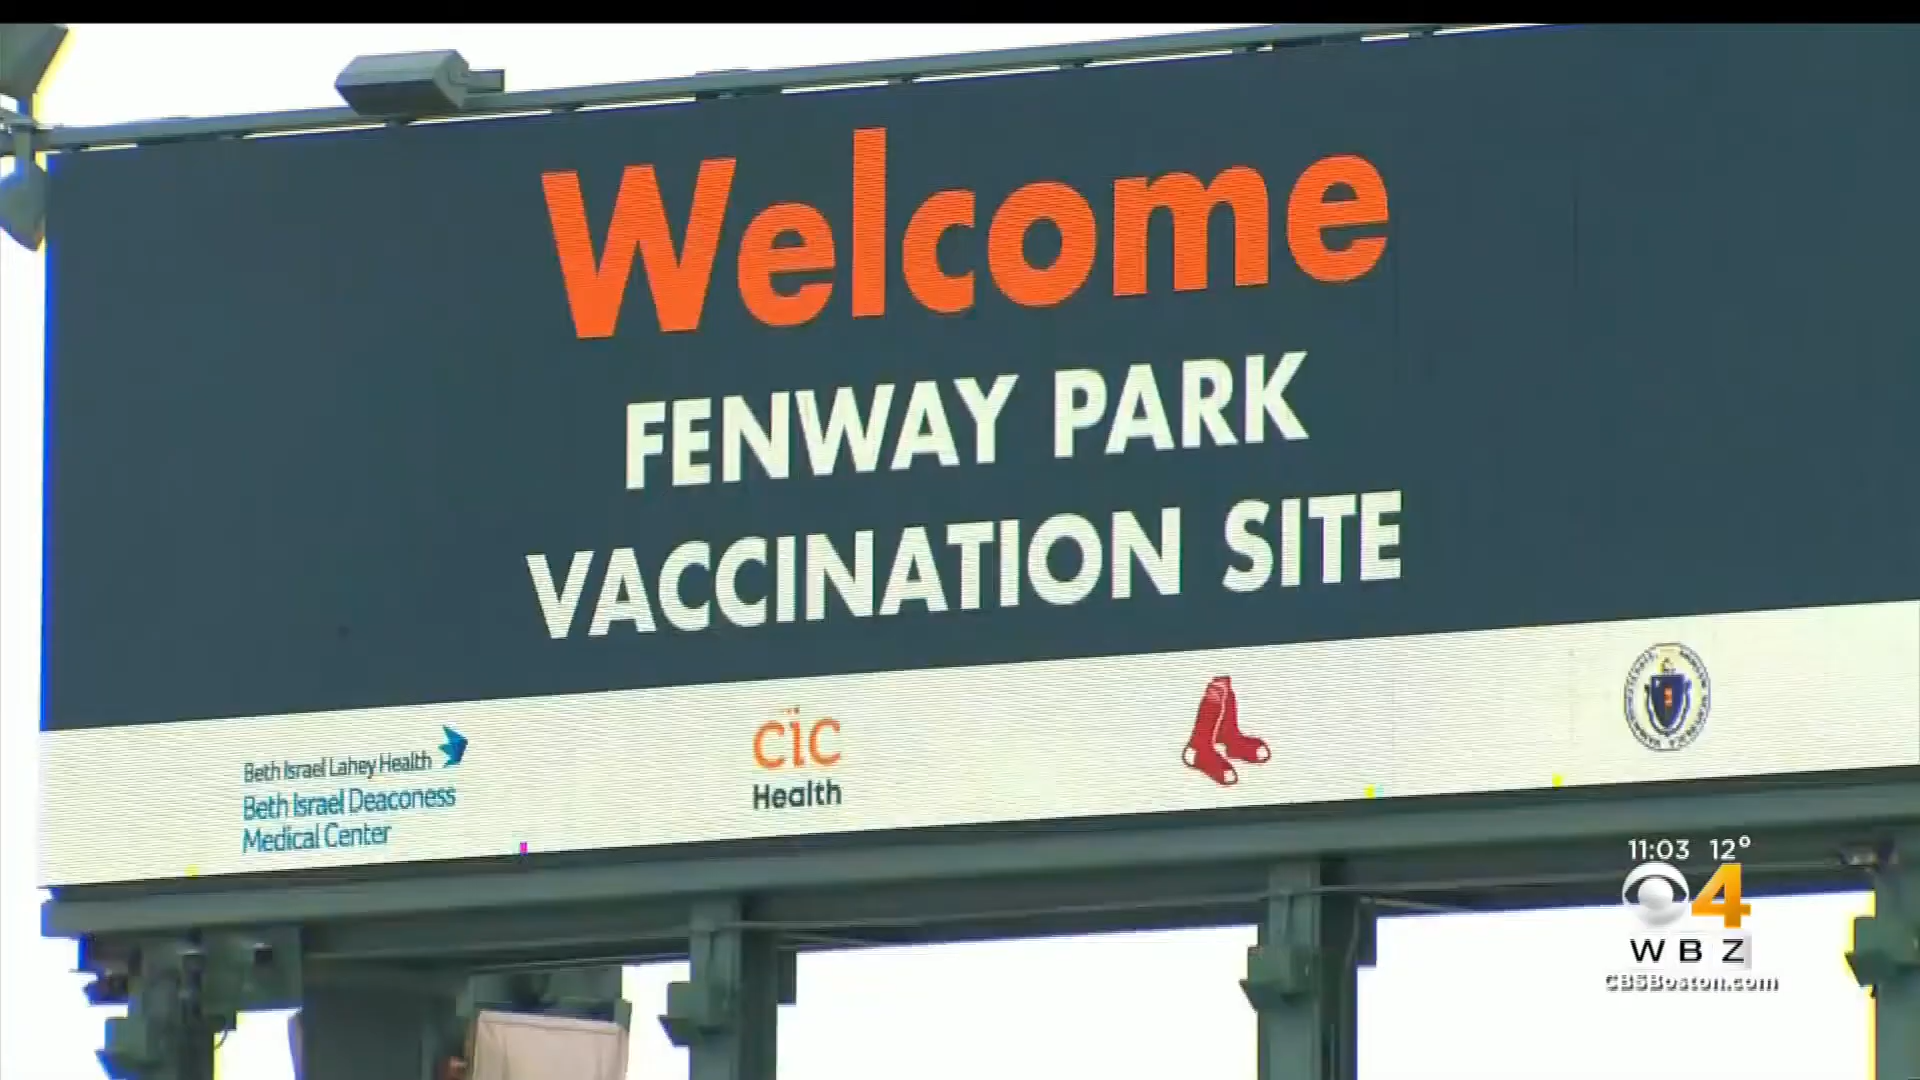 Welcome
FENWAY PARK
VACCINATION SITE
Beth Israel Lahey Health
Beth Israel Deaconess
Medical Center
cic
Health
11:03 12°
4
WBZ
CBSBoston.com